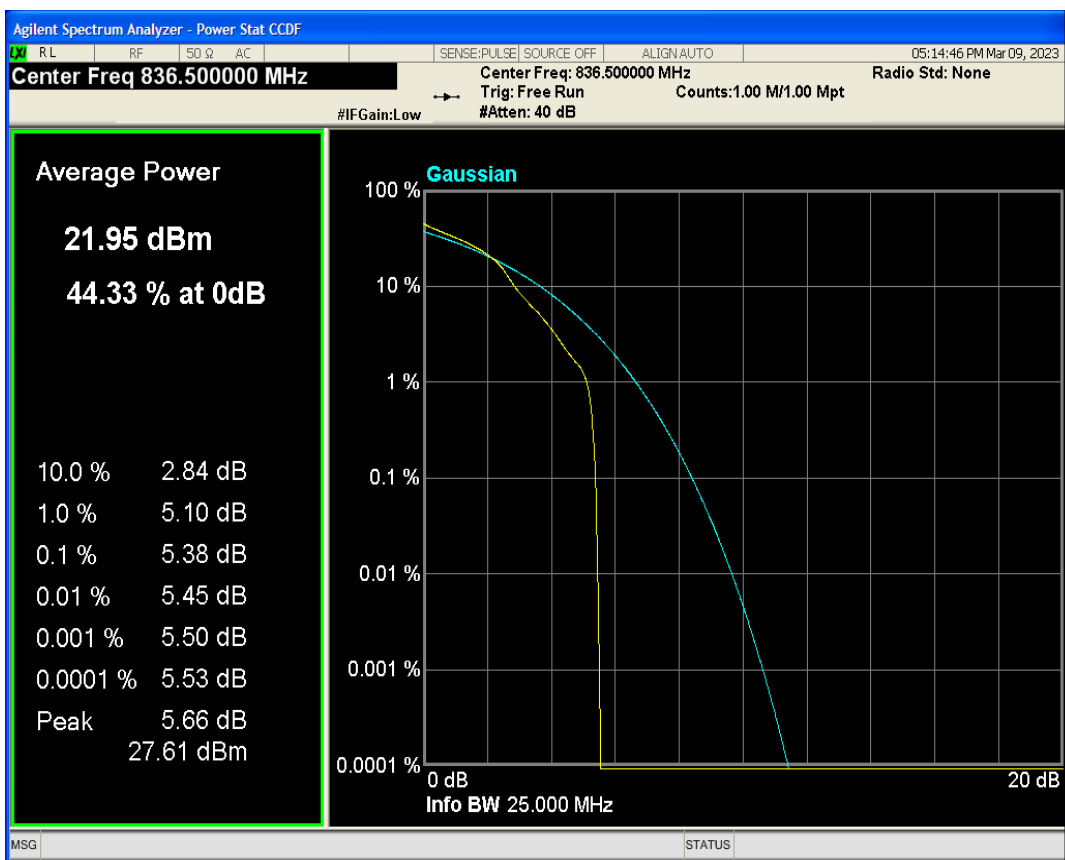 Agilent Spectrum Analyzer - Power Stat CCDF
LXI RL RF 50 Ω AC SENSE:PULSE SOURCE OFF ALIGN AUTO 05:14:46 PM Mar 09, 2023
Center Freq 836.500000 MHz
Center Freq: 836.500000 MHz
Radio Std: None
Trig: Free Run
Counts:1.00 M/1.00 Mpt
#IFGain:Low
#Atten: 40 dB
Average Power
21.95 dBm
44.33 % at 0dB
10.0 % 2.84 dB
1.0 % 5.10 dB
0.1 % 5.38 dB
0.01 % 5.45 dB
0.001 % 5.50 dB
0.0001 % 5.53 dB
Peak 5.66 dB
27.61 dBm
Gaussian
100 %
10 %
1 %
0.1 %
0.01 %
0.001 %
0.0001 %
0 dB
20 dB
Info BW 25.000 MHz
MSG
STATUS